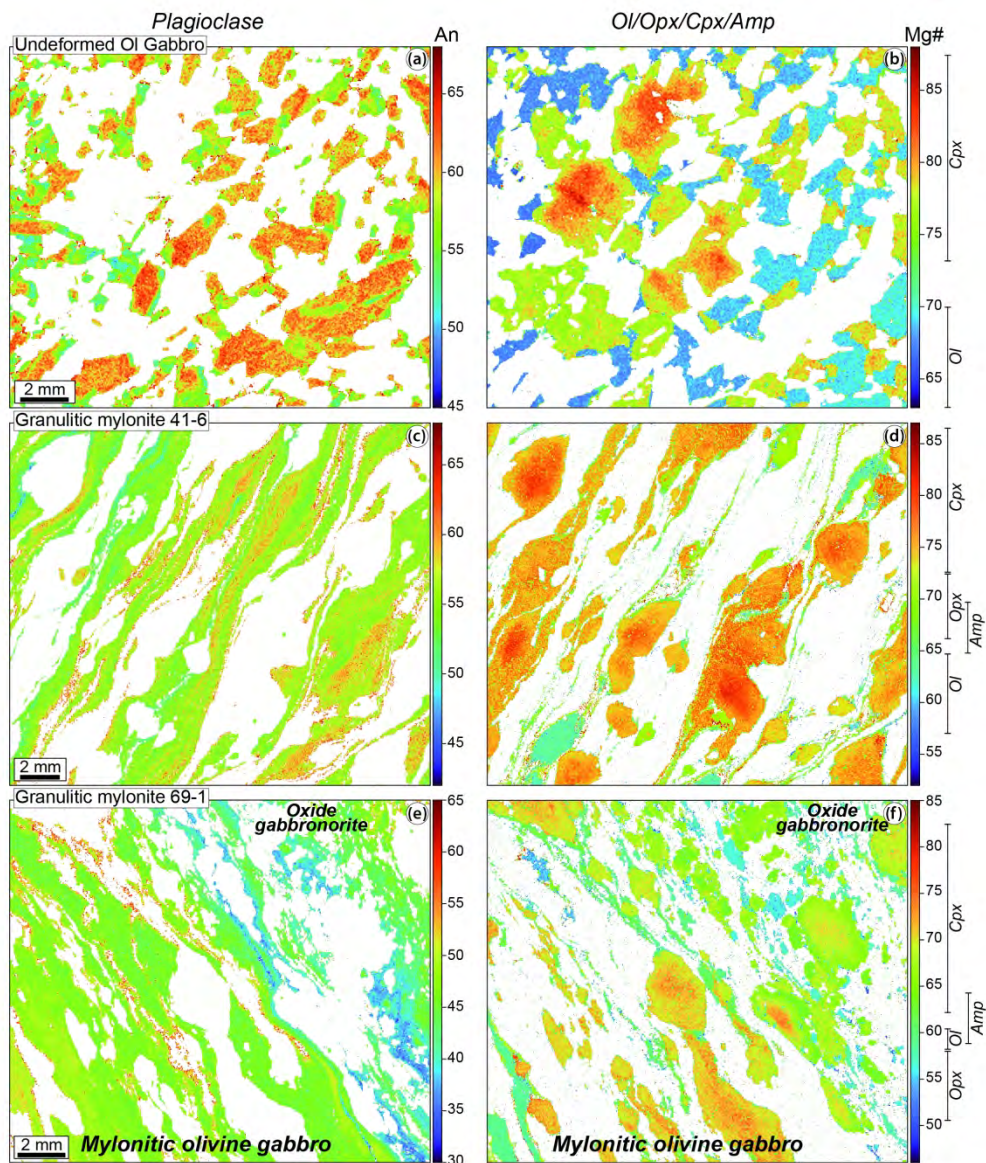 Plagioclase
Ol/Opx/Cpx/Amp
Undeformed Ol Gabbro
(a)
An
65
60
55
50
45
2 mm
(b)
Mg#
85
80
75
70
65
Cpx
Ol
Granulitic mylonite 41-6
(c)
65
60
55
50
45
2 mm
(d)
85
80
75
70
65
60
55
Cpx
Opx
Amp
Ol
Granulitic mylonite 69-1
Oxide
gabbronorite
(e)
65
60
55
50
45
40
35
30
2 mm
Mylonitic olivine gabbro
Oxide
gabbronorite
(f)
85
80
75
70
65
60
55
50
Cpx
Amp
Ol
Opx
Mylonitic olivine gabbro